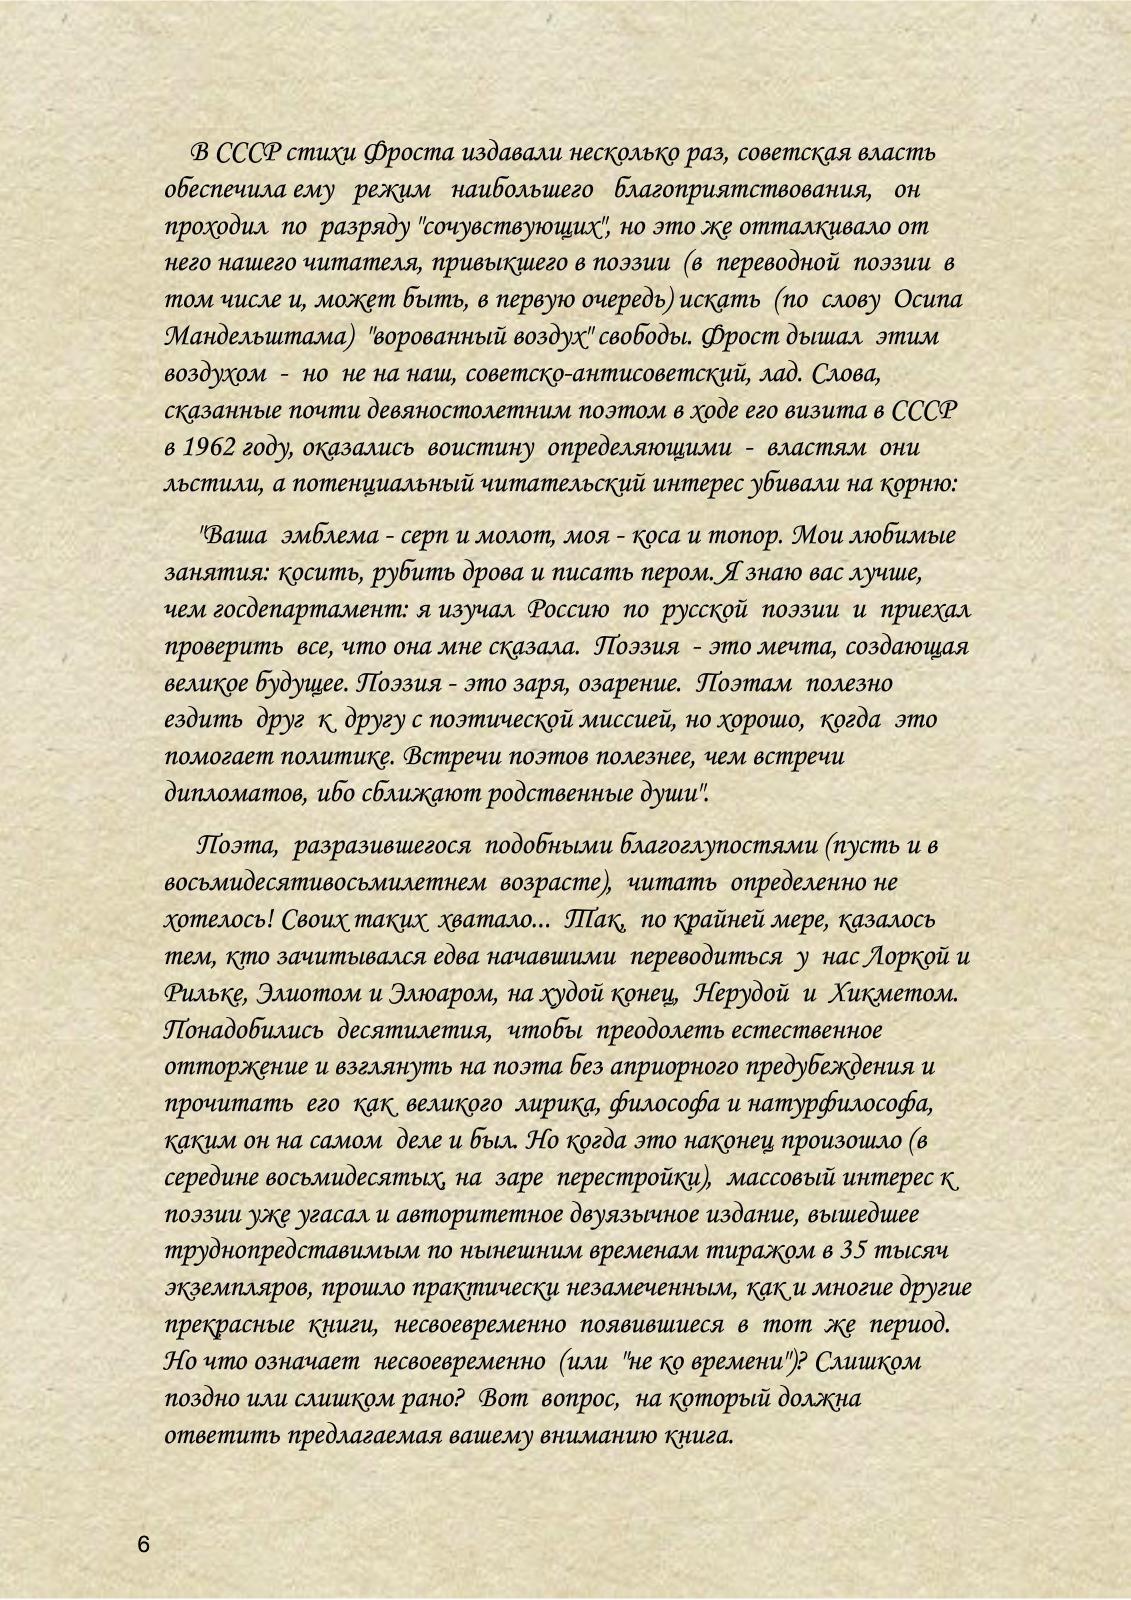 В СССР стихи Фроста издавали несколько раз, советская власть
обеспечила ему режим наибольшего благоприятствования, он
проходил по разряду "сочувствующих", но это же отталкивало от
него нашего читателя, привыкшего в поэзии (в переводной поэзии в
том числе и, может быть, в первую очередь) искать (по слову Осипа
Мандельштама) "ворованный воздух" свободы. Фрост дышал этим
воздухом - но не на наш, советско-антисоветский, лад. Слова,
сказанные почти девяностолетним поэтом в ходе его визита в СССР
в 1962 году, оказались воистину определяющими - властям они
льстили, а потенциальный читательский интерес убивали на корню:
"Ваша эмблема - серп и молот, моя - коса и топор. Мои любимые
занятия: косить, рубить дрова и писать пером. Я знаю вас лучше,
чем госдепартамент: я изучал Россию по русской поэзии и приехал
проверить все, что она мне сказала. Поэзия - это мечта, создающая
великое будущее. Поэзия - это заря, озарение. Поэтам полезно
ездить друг к другу с поэтической миссией, но хорошо, когда это
помогает политике. Встречи поэтов полезнее, чем встречи
дипломатов, ибо сближают родственные души".
Поэта, разразившегося подобными благоглупостями (пусть и в
восьмидесятивосьмилетнем возрасте), читать определенно не
хотелось! Своих таких хватало... Так, по крайней мере, казалось
тем, кто зачитывался едва начавшими переводиться у нас Лоркой и
Рильке, Элиотом и Элюаром, на худой конец, Нерудой и Хикметом.
Понадобились десятилетия, чтобы преодолеть естественное
отторжение и взглянуть на поэта без априорного предубеждения и
прочитать его как великого лирика, философа и натурфилософа,
каким он на самом деле и был. Но когда это наконец произошло (в
середине восьмидесятых, на заре перестройки), массовый интерес к
поэзии уже угасал и авторитетное двуязычное издание, вышедшее
труднопредставимым по нынешним временам тиражом в 35 тысяч
экземпляров, прошло практически незамеченным, как и многие другие
прекрасные книги, несвоевременно появившиеся в тот же период.
Но что означает несвоевременно (или "не ко времени")? Слишком
поздно или слишком рано? Вот вопрос, на который должна
ответить предлагаемая вашему вниманию книга.
6